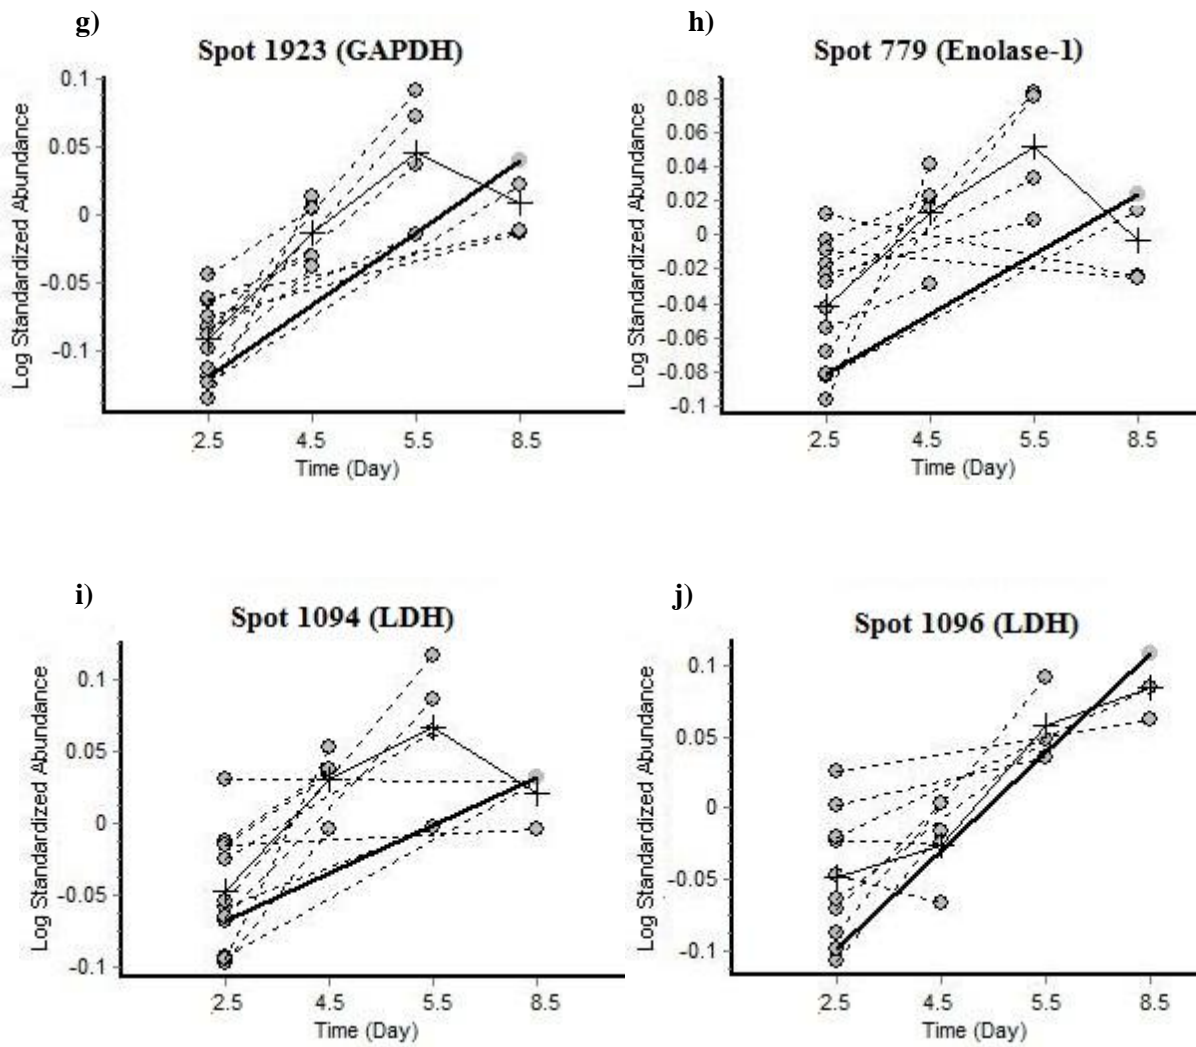 g)
Spot 1923 (GAPDH)
Log Standardized Abundance
0.1
0.05
0
-0.05
-0.1
2.5 4.5 5.5 8.5
Time (Day)
h)
Spot 779 (Enolase-1)
Log Standardized Abundance
0.08
0.06
0.04
0.02
0
-0.02
-0.04
-0.06
-0.08
-0.1
2.5 4.5 5.5 8.5
Time (Day)
i)
Spot 1094 (LDH)
Log Standardized Abundance
0.1
0.05
0
-0.05
-0.1
2.5 4.5 5.5 8.5
Time (Day)
j)
Spot 1096 (LDH)
Log Standardized Abundance
0.1
0.05
0
-0.05
-0.1
2.5 4.5 5.5 8.5
Time (Day)